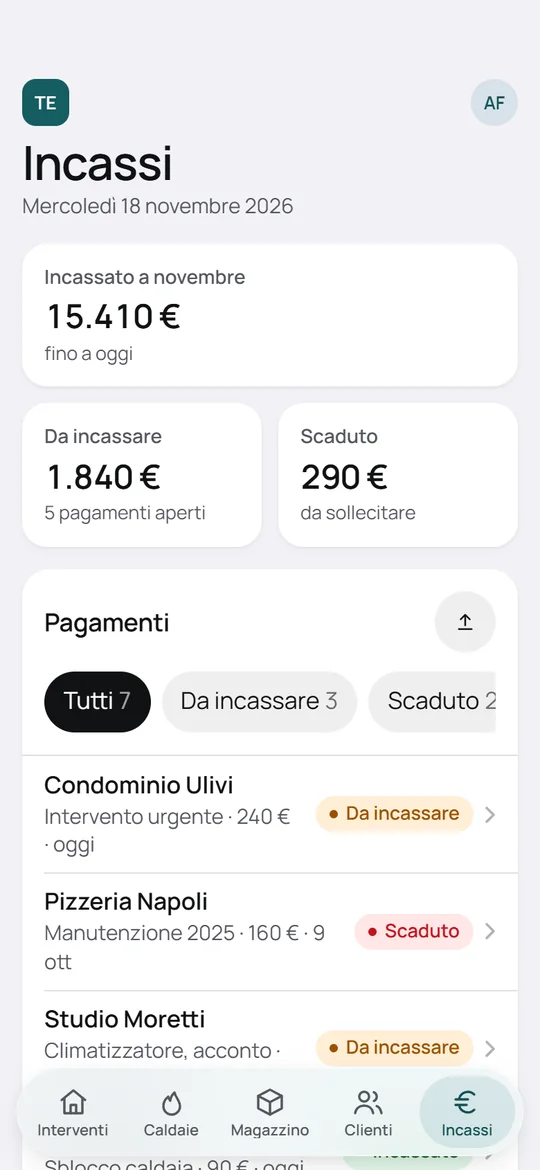 TE
AF
Incassi
Mercoledì 18 novembre 2026
Incassato a novembre
15.410 €
fino a oggi
Da incassare
1.840 €
5 pagamenti aperti
Scaduto
290 €
da sollecitare
Pagamenti
Tutti 7
Da incassare 3
Scaduto 2
Condominio Ulivi
Intervento urgente · 240 €
· oggi
Da incassare
Pizzeria Napoli
Manutenzione 2025 · 160 € · 9
ott
Scaduto
Studio Moretti
Climatizzatore, acconto ·
Da incassare
Interventi
Caldaie
Magazzino
Clienti
Incassi
Sblocco caldaia · 90 € · oggi